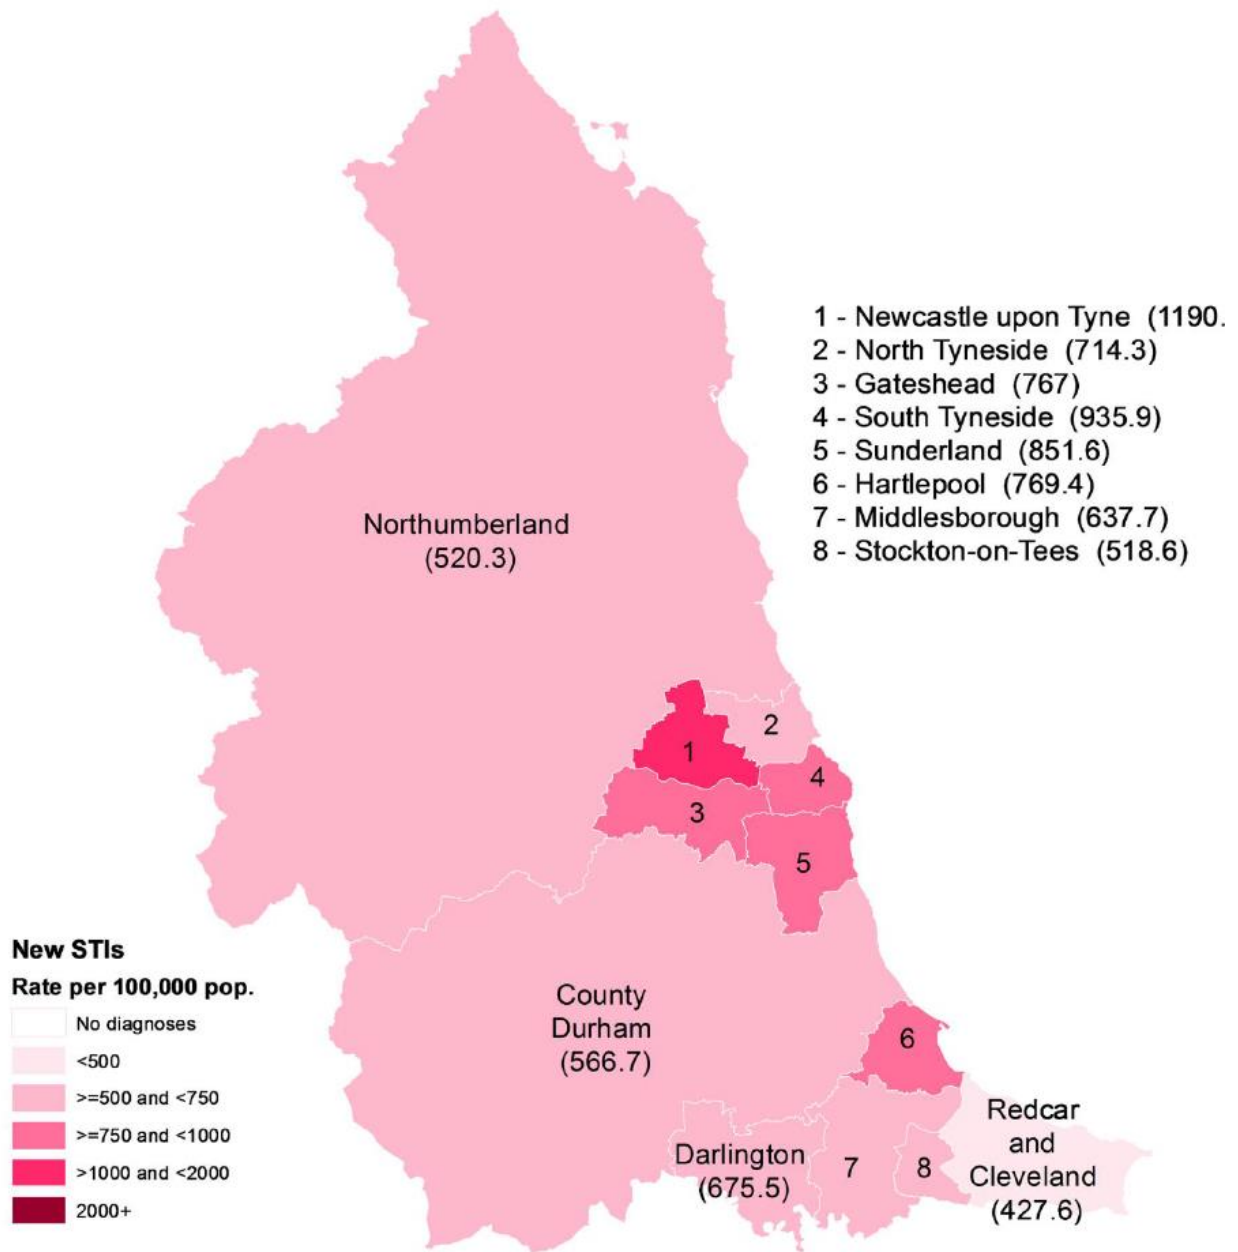 1 - Newcastle upon Tyne (1190.
2 - North Tyneside (714.3)
3 - Gateshead (767)
4 - South Tyneside (935.9)
5 - Sunderland (851.6)
6 - Hartlepool (769.4)
7 - Middlesborough (637.7)
8 - Stockton-on-Tees (518.6)
Northumberland
(520.3)
1
2
3
4
5
County
Durham
(566.7)
6
Darlington
(675.5)
7
8
Redcar
and
Cleveland
(427.6)
New STIs
Rate per 100,000 pop.
No diagnoses
<500
>=500 and <750
>=750 and <1000
>1000 and <2000
2000+